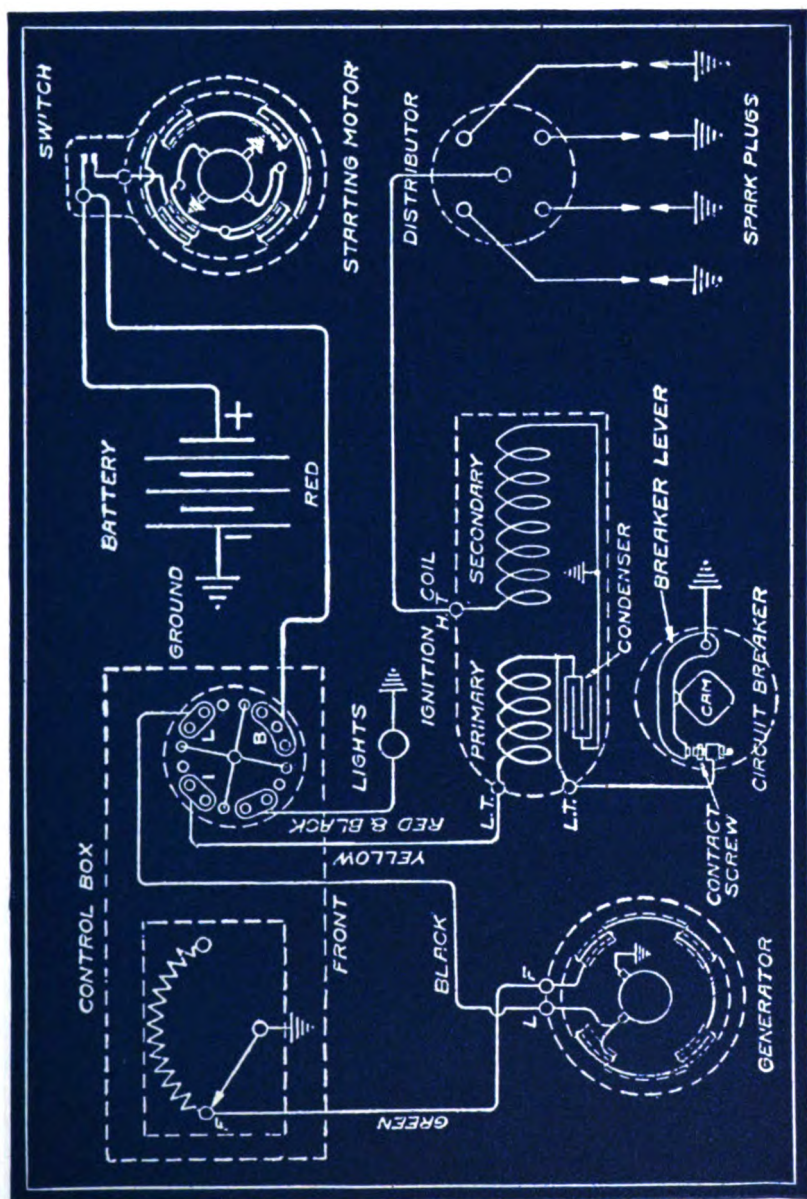 SWITCH
CONTROL BOX
BATTERY
F.
GROUND
I
L
B
+
−
RED
FRONT
STARTING MOTOR
LIGHTS
RED & BLACK
YELLOW
GREEN
BLACK
DISTRIBUTOR
IGNITION COIL
H.T
PRIMARY
SECONDARY
L.T.
L
F
L.T.
CONDENSER
BREAKER LEVER
CAM
CONTACT
SCREW
CIRCUIT BREAKER
SPARK PLUGS
GENERATOR